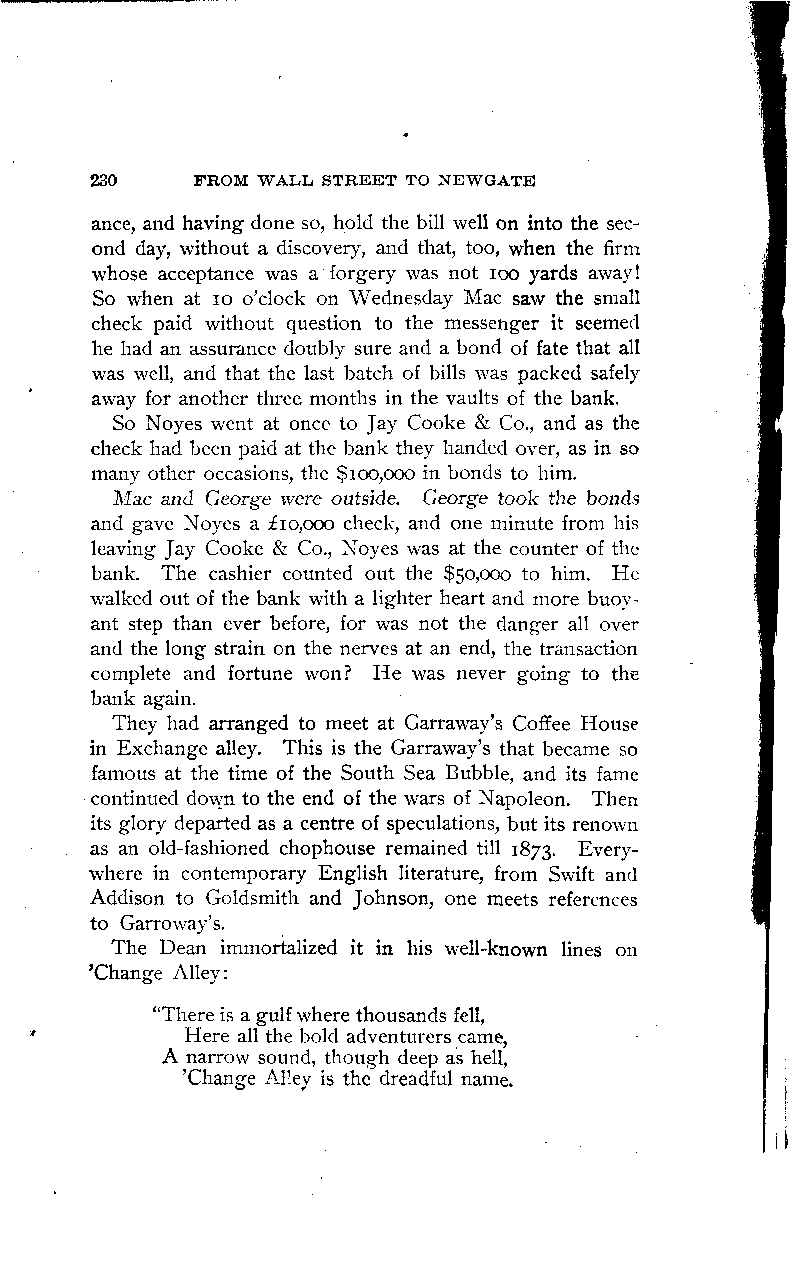 230 FROM WALL STREET TO NEWGATE
ance, and having done so, hold the bill well on into the sec-
ond day, without a discovery, and that, too, when the firm
whose acceptance was a forgery was not 100 yards away!
So when at 10 o'clock on Wednesday Mac saw the small
check paid without question to the messenger it seemed
he had an assurance doubly sure and a bond of fate that all
was well, and that the last batch of bills was packed safely
away for another three months in the vaults of the bank.
So Noyes went at once to Jay Cooke & Co., and as the
check had been paid at the bank they handed over, as in so
many other occasions, the $100,000 in bonds to him.
Mac and George were outside. George took the bonds
and gave Noyes a £10,000 check, and one minute from his
leaving Jay Cooke & Co., Noyes was at the counter of the
bank. The cashier counted out the $50,000 to him. He
walked out of the bank with a lighter heart and more buoy-
ant step than ever before, for was not the danger all over
and the long strain on the nerves at an end, the transaction
complete and fortune won? He was never going to the
bank again.
They had arranged to meet at Garraway's Coffee House
in Exchange alley. This is the Garraway's that became so
famous at the time of the South Sea Bubble, and its fame
continued down to the end of the wars of Napoleon. Then
its glory departed as a centre of speculations, but its renown
as an old-fashioned chophouse remained till 1873. Every-
where in contemporary English literature, from Swift and
Addison to Goldsmith and Johnson, one meets references
to Garroway's.
The Dean immortalized it in his well-known lines on
'Change Alley:
"There is a gulf where thousands fell,
Here all the bold adventurers came,
A narrow sound, though deep as hell,
'Change Alley is the dreadful name.